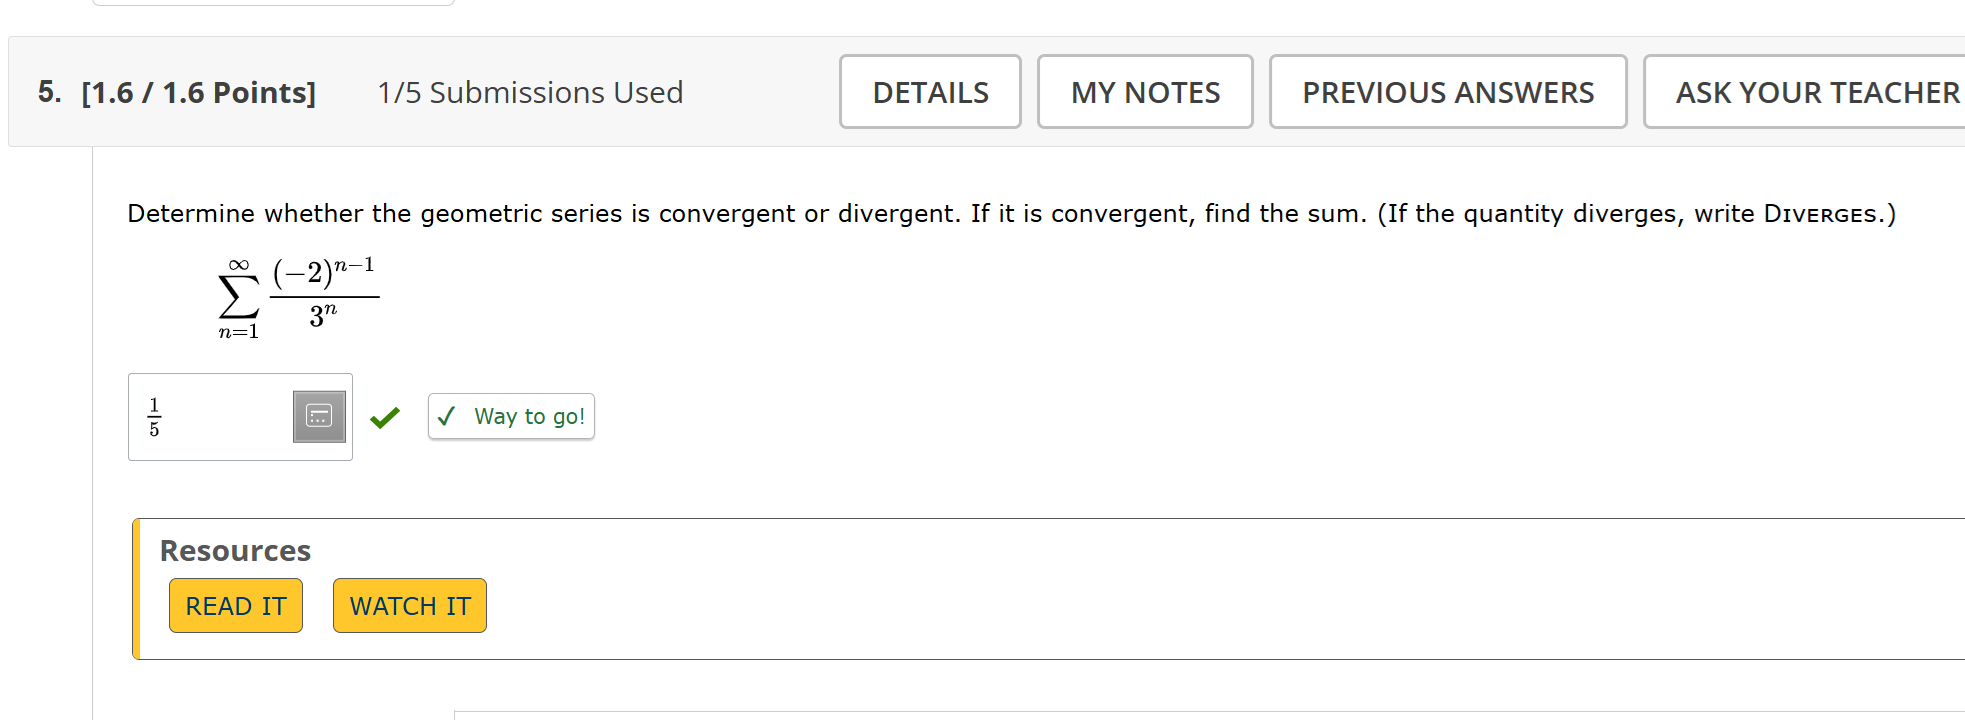 5. [1.6 / 1.6 Points] 1/5 Submissions Used DETAILS MY NOTES PREVIOUS ANSWERS ASK YOUR TEACHER
Determine whether the geometric series is convergent or divergent. If it is convergent, find the sum. (If the quantity diverges, write DIVERGES.)
∞
∑ (−2)^{n−1} / 3^n
n=1
1/5 ✓ Way to go!
Resources
READ IT WATCH IT